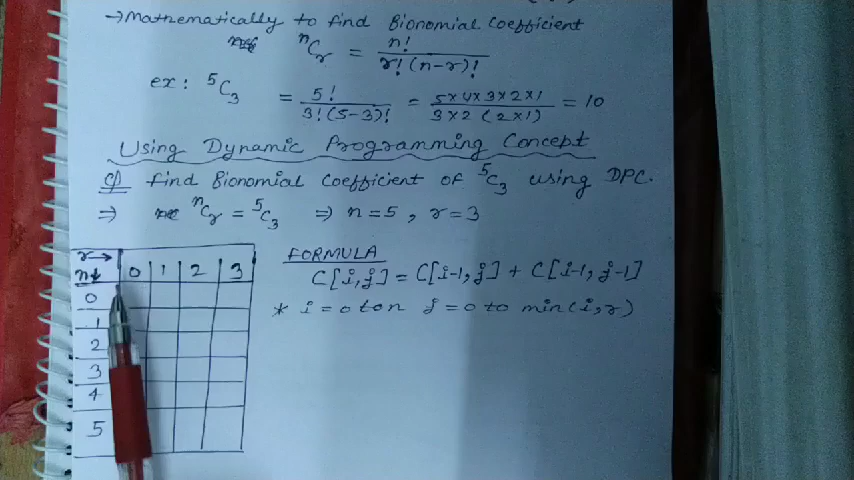 →Mathematically to find Bionomial Coefficient
nCr = n! / r!(n-r)!
ex: 5C3 = 5! / 3!(5-3)! = 5×4×3×2×1 / 3×2(2×1) = 10
Using Dynamic Programming Concept
Q) find Bionomial Coefficient of 5C3 using DPC.
⇒ nCr = 5C3 ⇒ n=5, r=3
r→
n↓ 0 1 2 3
0
1
2
3
4
5
FORMULA
C[i,j] = C[i-1,j] + C[i-1,j-1]
* i=0 to n j=0 to min(i,r)